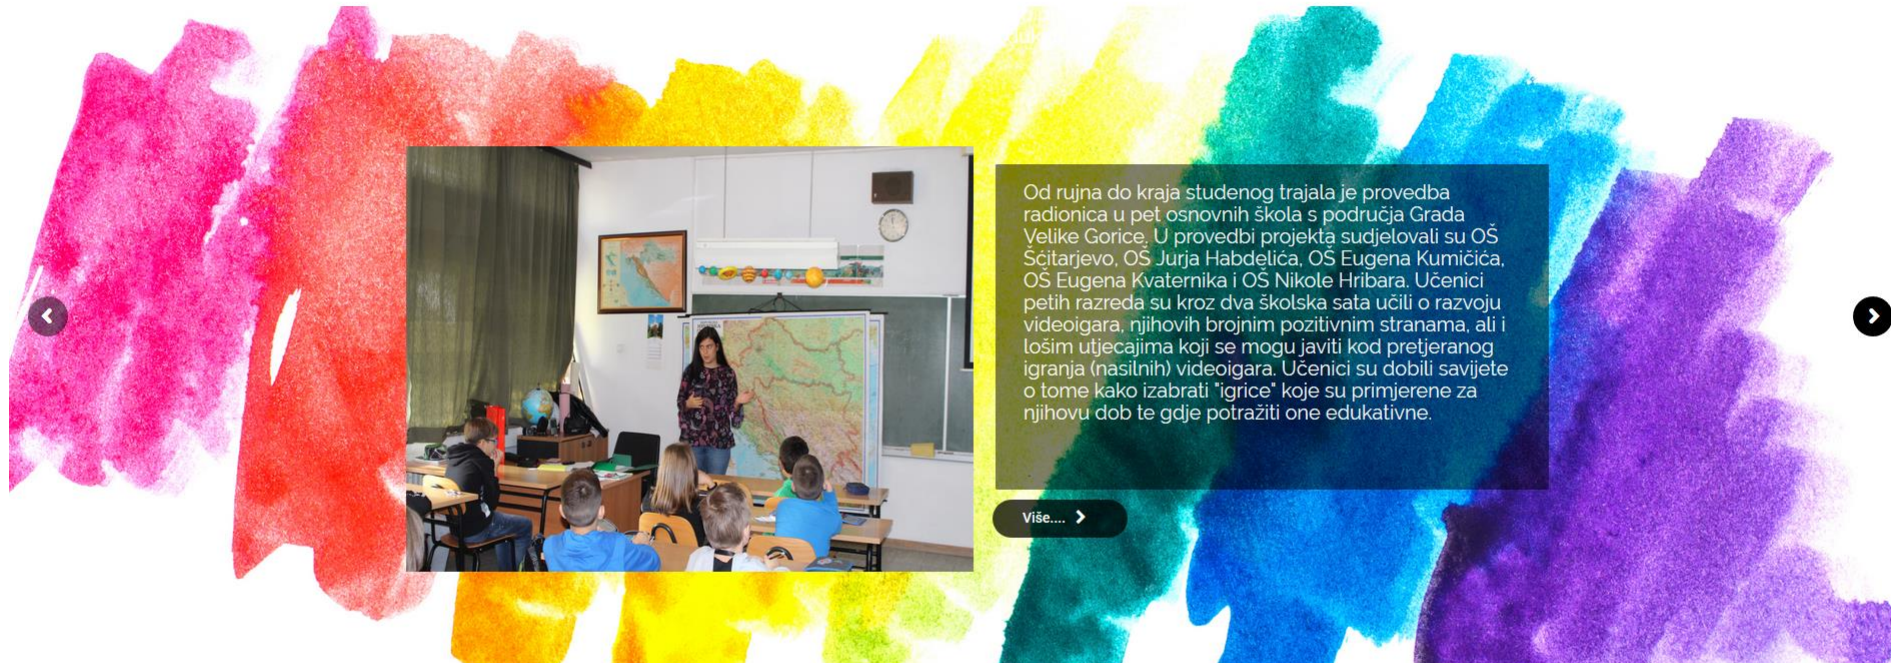 Od rujna do kraja studenog trajala je provedba
radionica u pet osnovnih škola s područja Grada
Velike Gorice. U provedbi projekta sudjelovali su OŠ
Šćitarjevo, OŠ Jurja Habdelića, OŠ Eugena Kumičića,
OŠ Eugena Kvaternika i OŠ Nikole Hribara. Učenici
petih razreda su kroz dva školska sata učili o razvoju
videoigara, njihovih brojnim pozitivnim stranama, ali i
lošim utjecajima koji se mogu javiti kod pretjeranog
igranja (nasilnih) videoigara. Učenici su dobili savijete
o tome kako izabrati "igrice" koje su primjerene za
njihovu dob te gdje potražiti one edukativne.
Više....